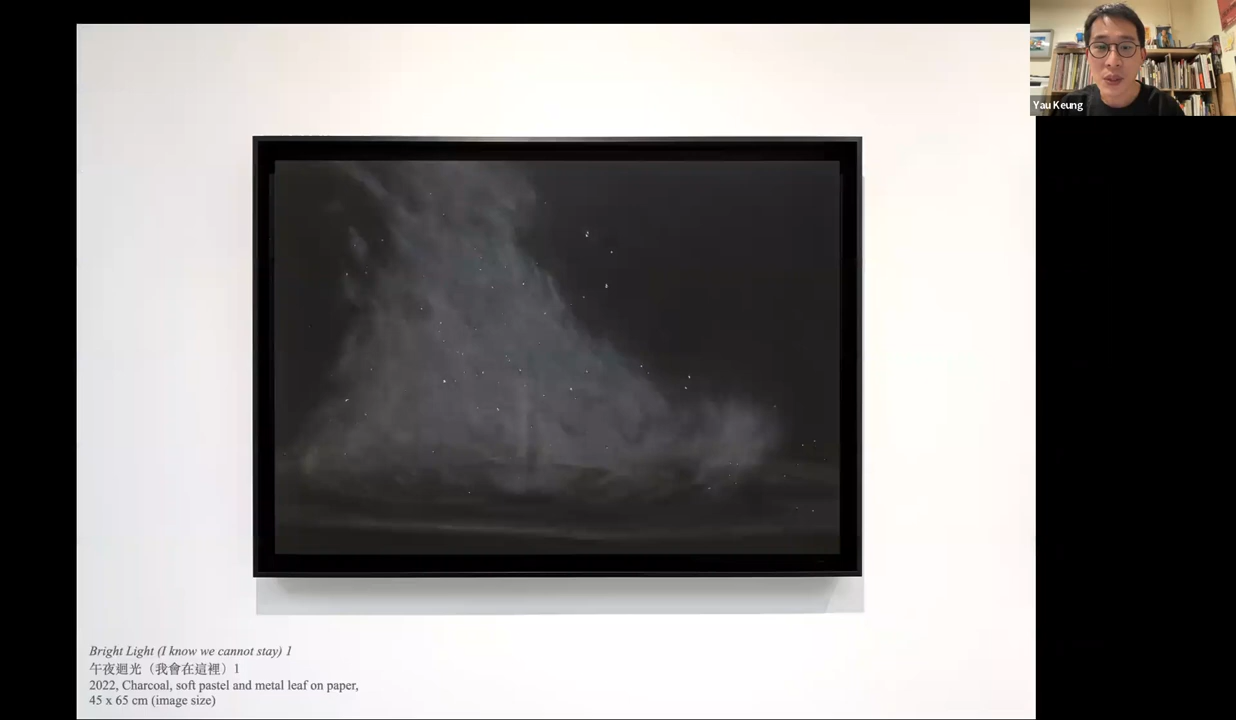 Yau Keung
Bright Light (I know we cannot stay) 1
午夜迴光（我會在這裡）1
2022, Charcoal, soft pastel and metal leaf on paper,
45 x 65 cm (image size)